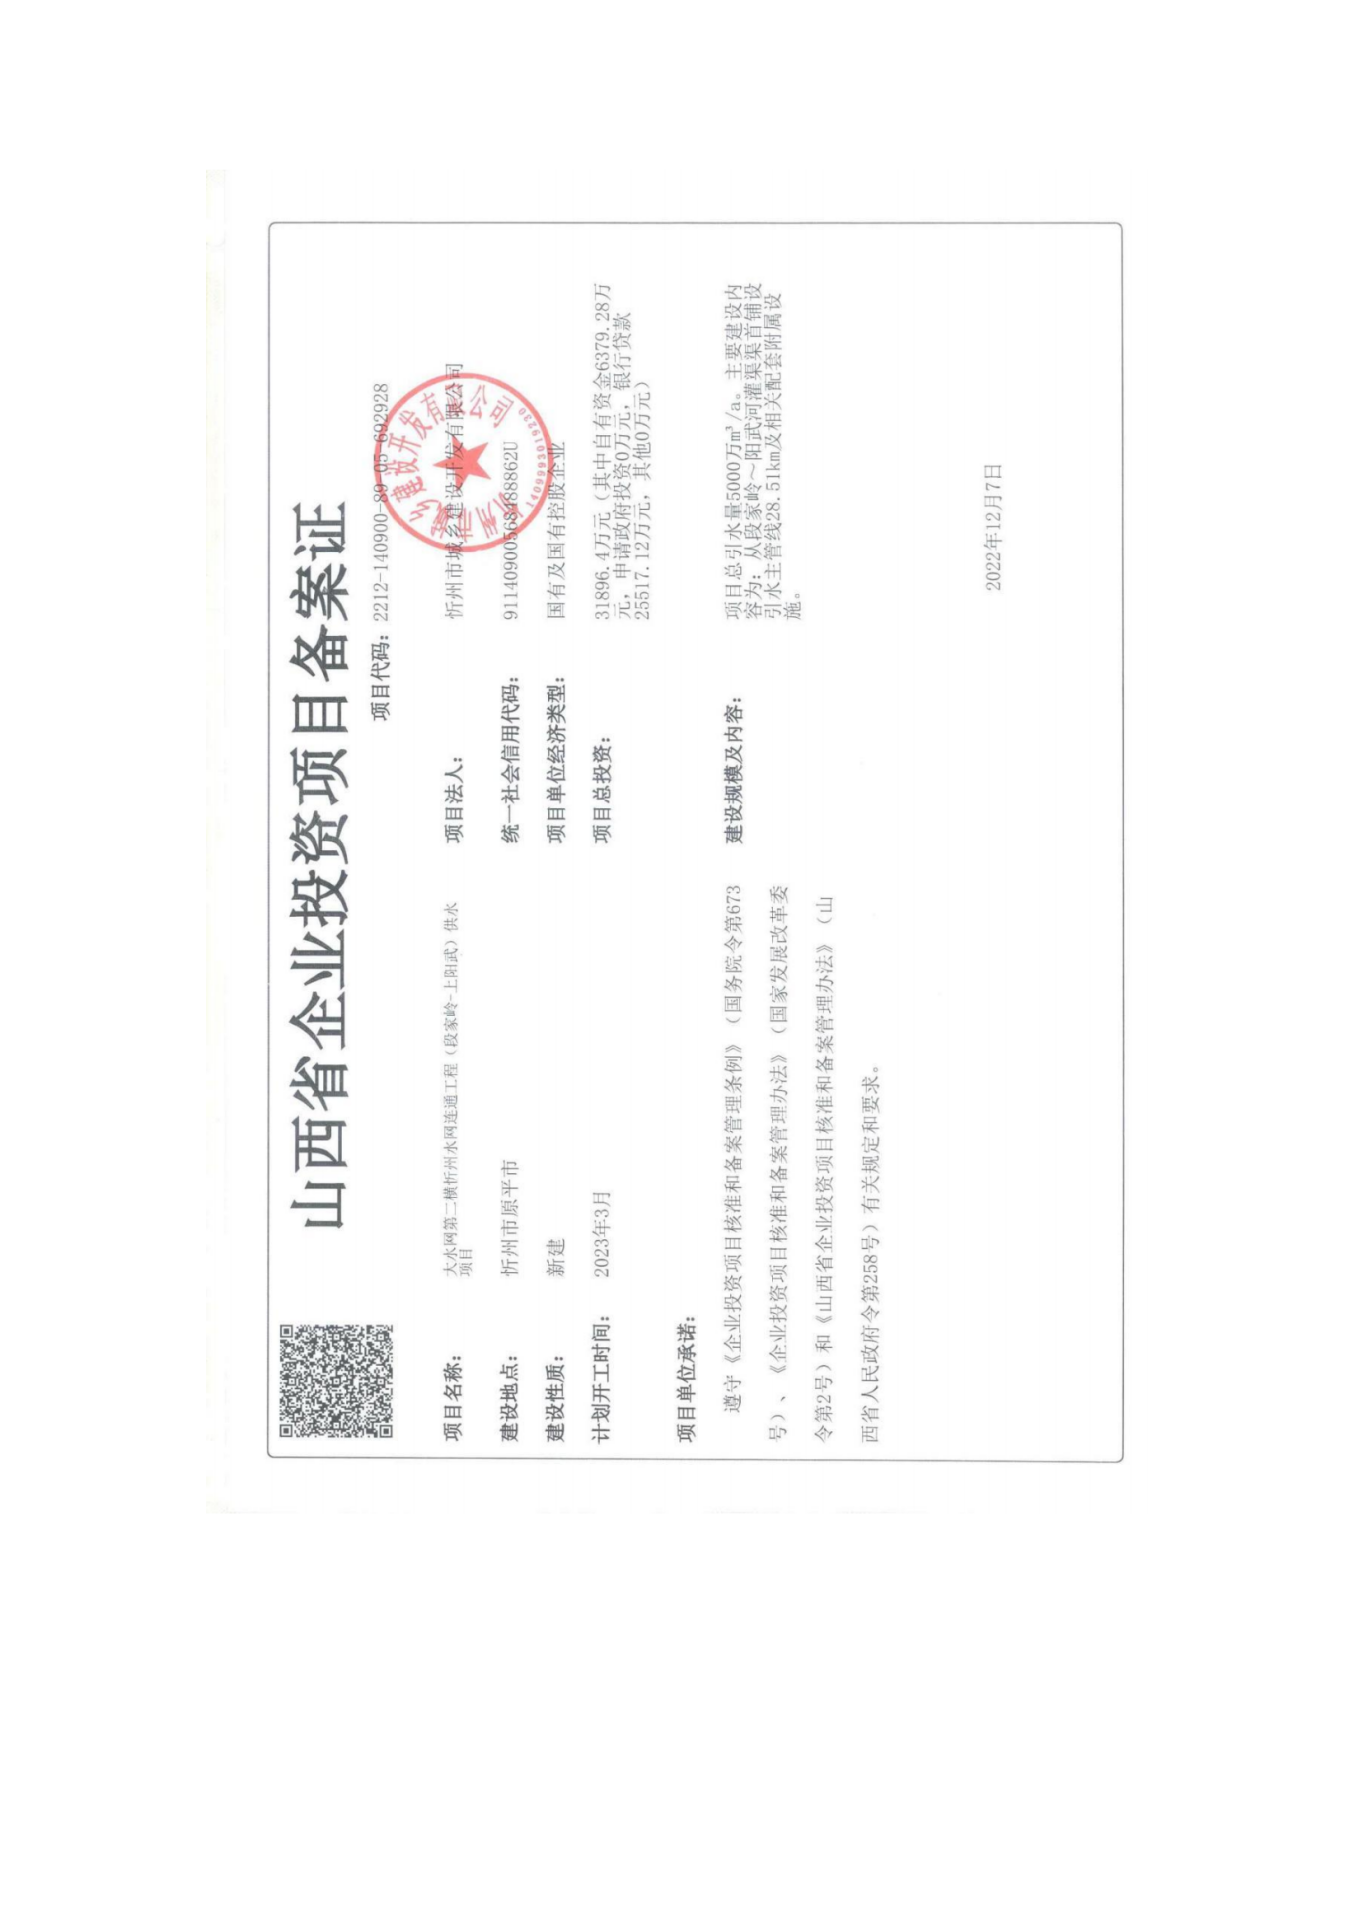 山西省企业投资项目备案证
项目代码：2212-140900-89-05-692928
项目名称：
大水网第二横忻州水网连通工程（段家岭-上阳武）供水
项目
建设地点：
忻州市原平市
建设性质：
新建
计划开工时间：
2023年3月
项目单位承诺：
遵守《企业投资项目核准和备案管理条例》（国务院令第673
号）、《企业投资项目核准和备案管理办法》（国家发展改革委
令第2号）和《山西省企业投资项目核准和备案管理办法》（山
西省人民政府令第258号）有关规定和要求。
项目法人：
忻州市城乡建设开发有限公司
统一社会信用代码：
91140900568488862U
项目单位经济类型：
国有及国有控股企业
项目总投资：
31896.4万元（其中自有资金6379.28万
元，申请政府投资0万元，银行贷款
25517.12万元，其他0万元）
建设规模及内容：
项目总引水量5000万m³/a。主要建设内
容为：从段家岭～阳武河灌渠渠首铺设
引水主管线28.51km及相关配套附属设
施。
2022年12月7日
忻州市城乡建设开发有限公司